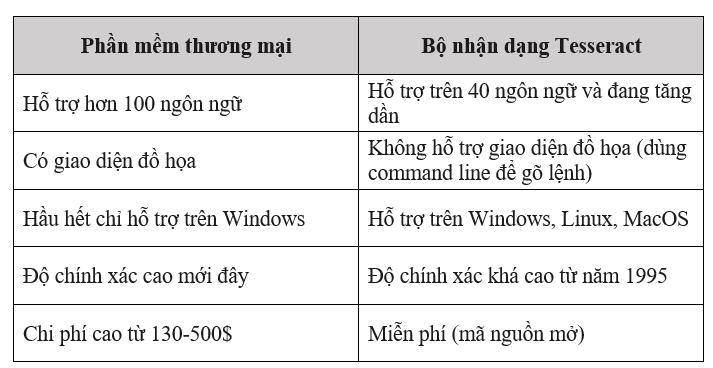 Phần mềm thương mại
Bộ nhận dạng Tesseract
Hỗ trợ hơn 100 ngôn ngữ
Hỗ trợ trên 40 ngôn ngữ và đang tăng
dần
Có giao diện đồ họa
Không hỗ trợ giao diện đồ họa (dùng
command line để gõ lệnh)
Hầu hết chỉ hỗ trợ trên Windows
Hỗ trợ trên Windows, Linux, MacOS
Độ chính xác cao mới đây
Độ chính xác khá cao từ năm 1995
Chi phí cao từ 130-500$
Miễn phí (mã nguồn mở)